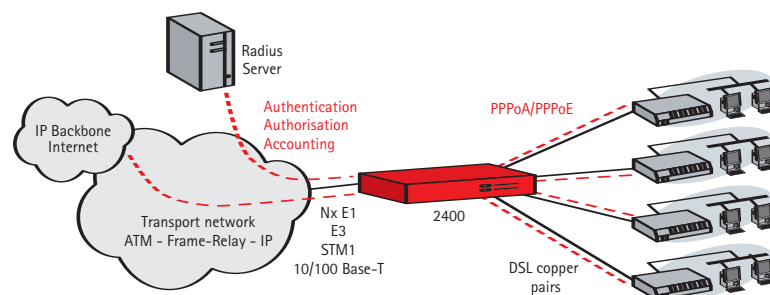 Radius
Server
Authentication
Authorisation
Accounting
PPPoA/PPPoE
IP Backbone
Internet
Transport network
ATM - Frame-Relay - IP
Nx E1
E3
STM1
10/100 Base-T
2400
DSL copper
pairs